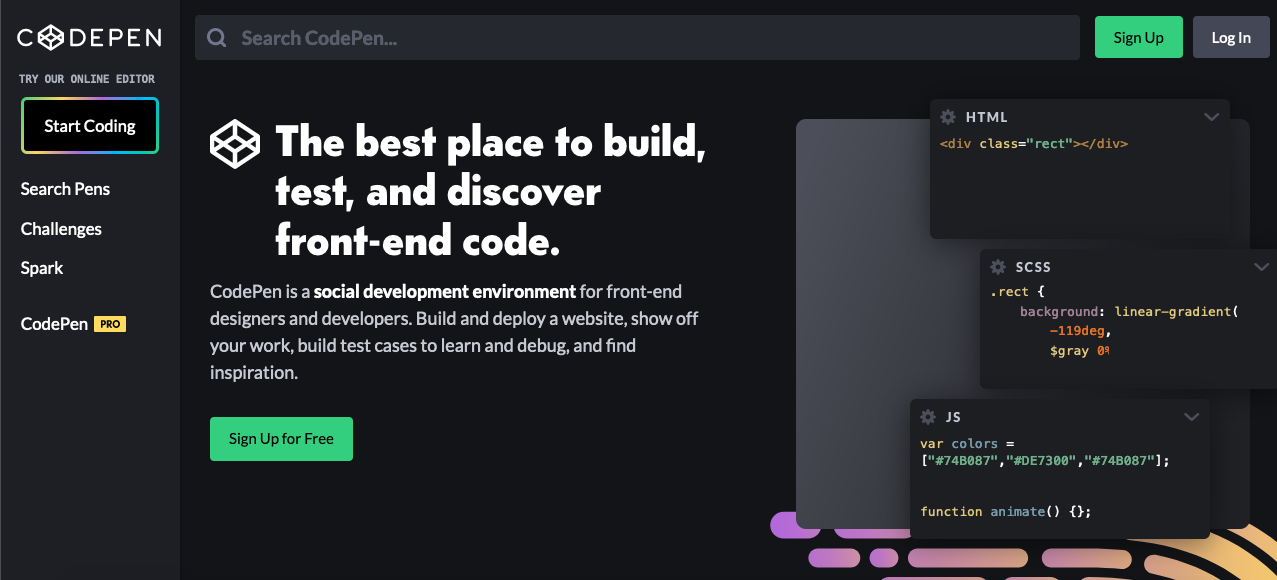 CODEPEN
TRY OUR ONLINE EDITOR
Start Coding
Search Pens
Challenges
Spark
CodePen PRO
Search CodePen...
Sign Up
Log In
The best place to build,
test, and discover
front-end code.
CodePen is a social development environment for front-end
designers and developers. Build and deploy a website, show off
your work, build test cases to learn and debug, and find
inspiration.
Sign Up for Free
HTML
<div class="rect"></div>
SCSS
.rect {
background: linear-gradient(
-119deg,
$gray 0%
JS
var colors =
["#74B087","#DE7300","#74B087"];
function animate() {};